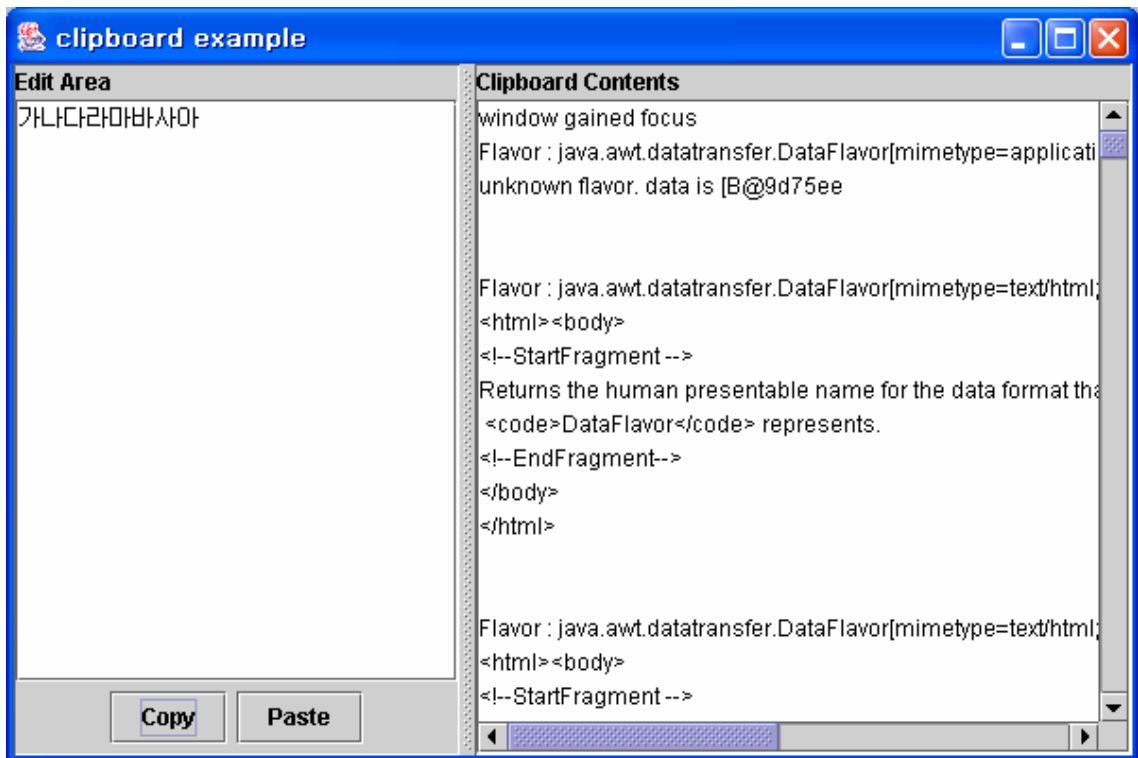 clipboard example
Edit Area
가나다라마바사아
Copy
Paste
Clipboard Contents
window gained focus
Flavor : java.awt.datatransfer.DataFlavor[mimetype=applicati
unknown flavor. data is [B@9d75ee
Flavor : java.awt.datatransfer.DataFlavor[mimetype=text/html;
<html><body>
<!--StartFragment -->
Returns the human presentable name for the data format tha
<code>DataFlavor</code> represents.
<!--EndFragment-->
</body>
</html>
Flavor : java.awt.datatransfer.DataFlavor[mimetype=text/html;
<html><body>
<!--StartFragment -->